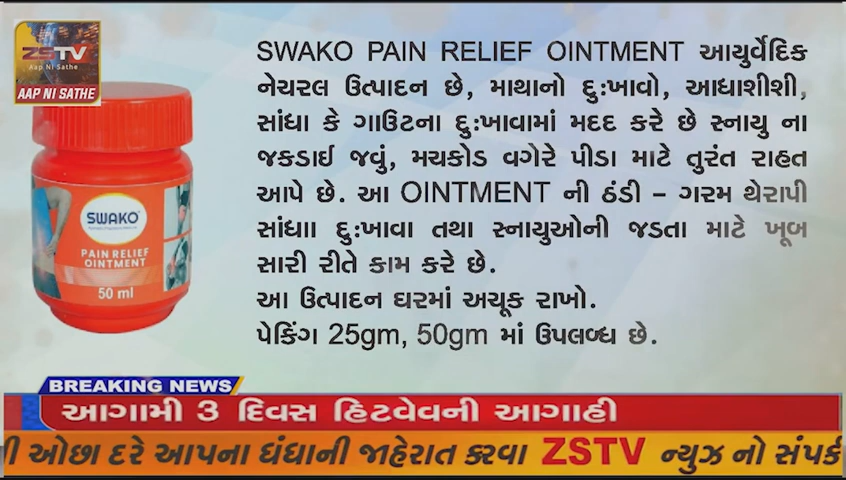 ZSTV
Aap Ni Sathe
AAP NI SATHE
SWAKO PAIN RELIEF OINTMENT આયુર્વેદિક
નેચરલ ઉત્પાદન છે, માથાનો દુઃખાવો, આધાશીશી,
સાંધા કે ગાઉટના દુઃખાવામાં મદદ કરે છે સ્નાયુ ના
જકડાઈ જવું, મચકોડ વગેરે પીડા માટે તુરંત રાહત
આપે છે. આ OINTMENT ની ઠંડી – ગરમ થેરાપી
સાંધાા દુઃખાવા તથા સ્નાયુઓની જડતા માટે ખૂબ
સારી રીતે કામ કરે છે.
આ ઉત્પાદન ઘરમાં અચૂક રાખો.
પેકિંગ 25gm, 50gm માં ઉપલબ્ધ છે.
SWAKO
PAIN RELIEF
OINTMENT
50 ml
BREAKING NEWS
આગામી 3 દિવસ હિટવેવની આગાહી
ઓછા દરે આપના ધંધાની જાહેરાત કરવા ZSTV ન્યુઝ નો સંપર્ક